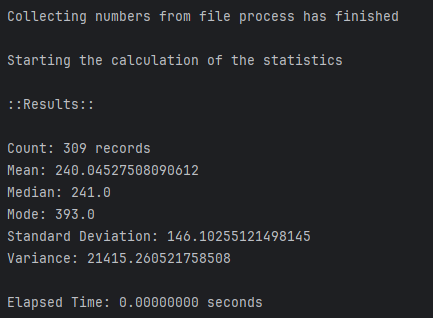 Collecting numbers from file process has finished
Starting the calculation of the statistics
::Results::
Count: 309 records
Mean: 240.04527508090612
Median: 241.0
Mode: 393.0
Standard Deviation: 146.10255121498145
Variance: 21415.260521758508
Elapsed Time: 0.00000000 seconds